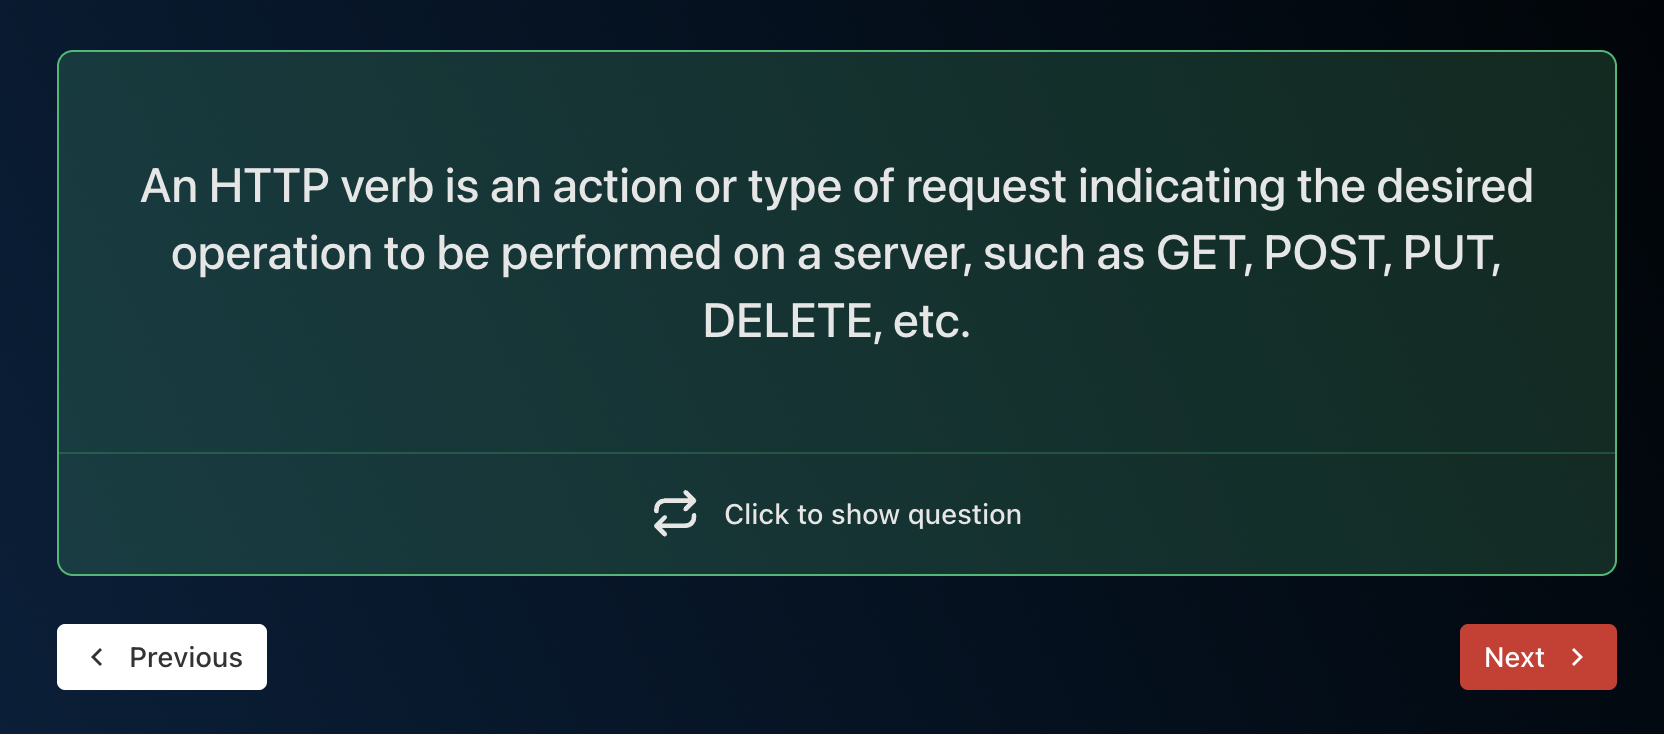 An HTTP verb is an action or type of request indicating the desired
operation to be performed on a server, such as GET, POST, PUT,
DELETE, etc.
Click to show question
Previous
Next